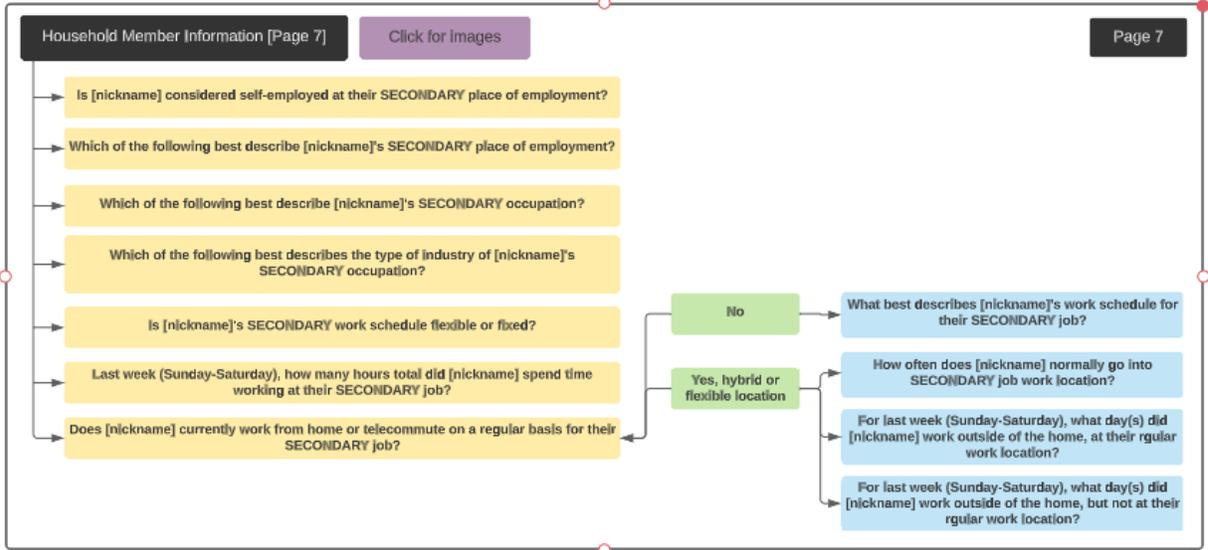 Household Member Information [Page 7]
Click for images
Page 7
Is [nickname] considered self-employed at their SECONDARY place of employment?
Which of the following best describe [nickname]'s SECONDARY place of employment?
Which of the following best describe [nickname]'s SECONDARY occupation?
Which of the following best describes the type of industry of [nickname]'s
SECONDARY occupation?
Is [nickname]'s SECONDARY work schedule flexible or fixed?
Last week (Sunday-Saturday), how many hours total did [nickname] spend time
working at their SECONDARY job?
Does [nickname] currently work from home or telecommute on a regular basis for their
SECONDARY job?
No
Yes, hybrid or
flexible location
What best describes [nickname]'s work schedule for
their SECONDARY job?
How often does [nickname] normally go into
SECONDARY job work location?
For last week (Sunday-Saturday), what day(s) did
[nickname] work outside of the home, at their rgular
work location?
For last week (Sunday-Saturday), what day(s) did
[nickname] work outside of the home, but not at their
rgular work location?